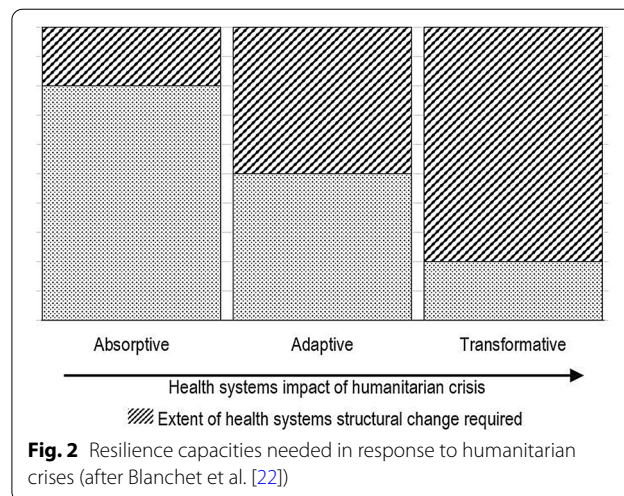 Absorptive Adaptive Transformative
Health systems impact of humanitarian crisis
Extent of health systems structural change required
Fig. 2 Resilience capacities needed in response to humanitarian
crises (after Blanchet et al. [22])